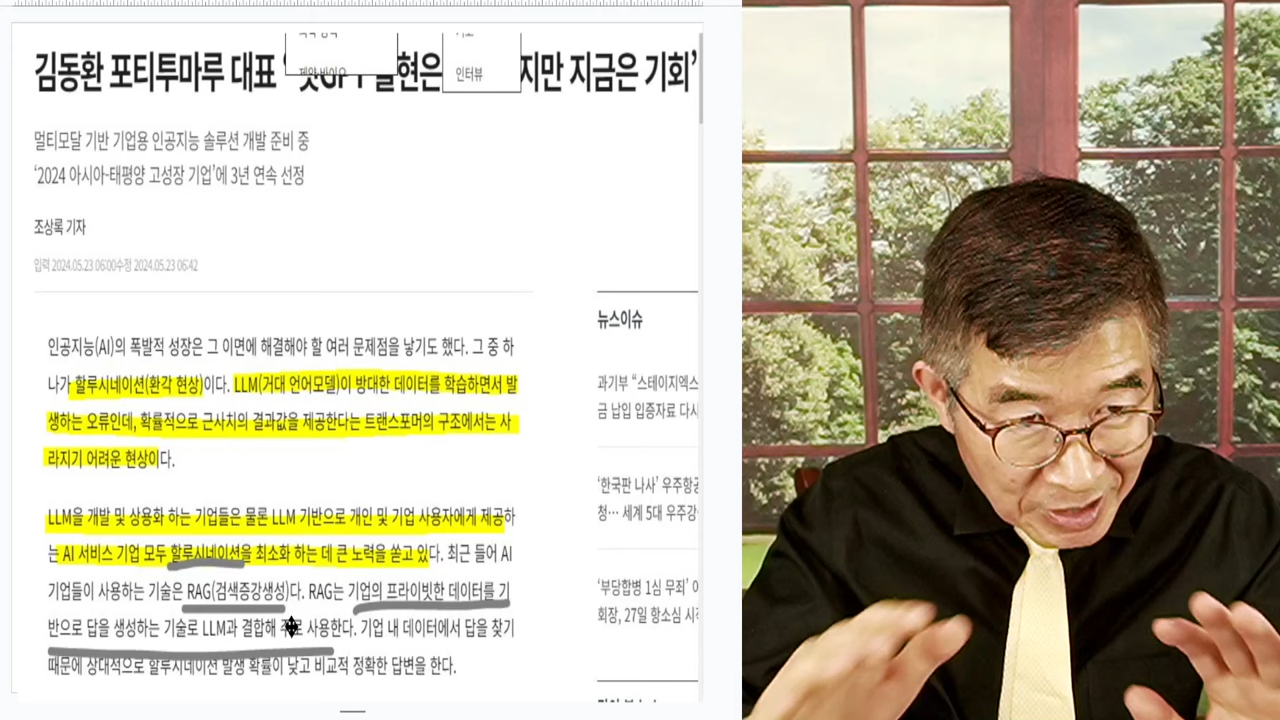 김동환 포티투마루 대표 현은 지만 지금은 기회’
인터뷰
멀티모달 기반 기업용 인공지능 솔루션 개발 준비 중
‘2024 아시아-태평양 고성장 기업’에 3년 연속 선정
조상록 기자
입력 2024.05.23 06:00수정 2024.05.23 06:42
인공지능(AI)의 폭발적 성장은 그 이면에 해결해야 할 여러 문제점을 낳기도 했다. 그 중 하
나가 할루시네이션(환각 현상)이다. LLM(거대 언어모델)이 방대한 데이터를 학습하면서 발
생하는 오류인데, 확률적으로 근사치의 결과값을 제공한다는 트랜스포머의 구조에서는 사
라지기 어려운 현상이다.
LLM을 개발 및 상용화 하는 기업들은 물론 LLM 기반으로 개인 및 기업 사용자에게 제공하
는 AI 서비스 기업 모두 할루시네이션을 최소화 하는 데 큰 노력을 쏟고 있다. 최근 들어 AI
기업들이 사용하는 기술은 RAG(검색증강생성)다. RAG는 기업의 프라이빗한 데이터를 기
반으로 답을 생성하는 기술로 LLM과 결합해 사용한다. 기업 내 데이터에서 답을 찾기
때문에 상대적으로 할루시네이션 발생 확률이 낮고 비교적 정확한 답변을 한다.
뉴스이슈
과기부 “스테이지엑스
금 납입 입증자료 다시
‘한국판 나사’ 우주항공
청… 세계 5대 우주강
‘부당합병 1심 무죄’
회장, 27일 항소심 시작